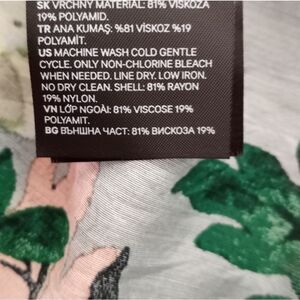 SK VRCHNÝ MATERIÁL: 81% VISKÓZA
19% POLYAMID.
TR ANA KUMAŞ: %81 VİSKOZ %19
POLYAMİT.
US MACHINE WASH COLD GENTLE
CYCLE. ONLY NON-CHLORINE BLEACH
WHEN NEEDED. LINE DRY. LOW IRON.
NO DRY CLEAN. SHELL: 81% RAYON
19% NYLON.
VN LỚP NGOÀI: 81% VISCOSE 19%
POLYAMIT.
BG ВЪНШНА ЧАСТ: 81% ВИСКОЗА 19%